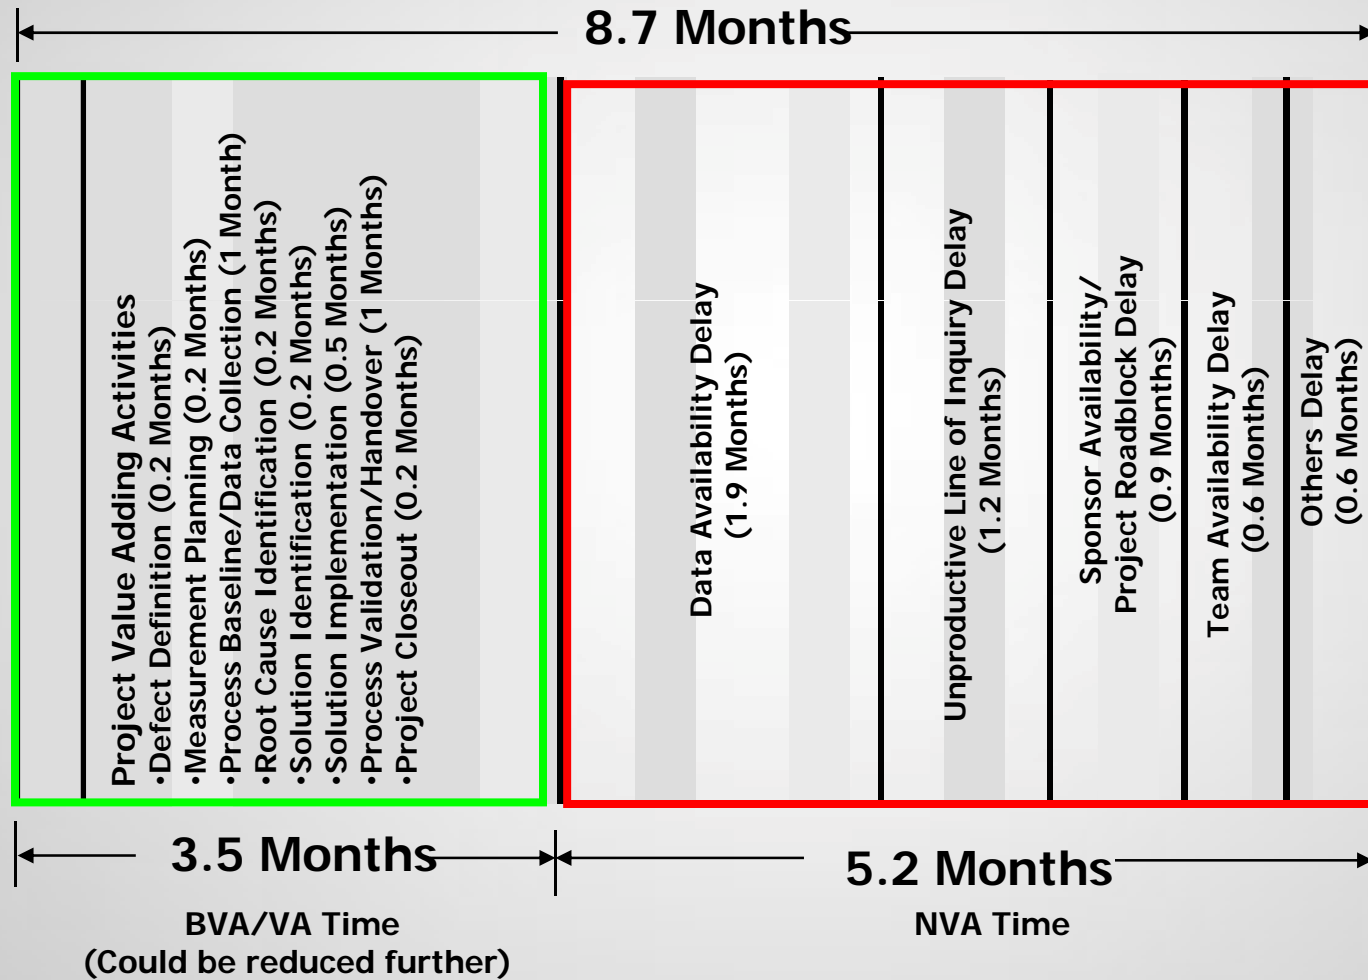 8.7 Months
Project Value Adding Activities
•Defect Definition (0.2 Months)
•Measurement Planning (0.2 Months)
•Process Baseline/Data Collection (1 Month)
•Root Cause Identification (0.2 Months)
•Solution Identification (0.2 Months)
•Solution Implementation (0.5 Months)
•Process Validation/Handover (1 Months)
•Project Closeout (0.2 Months)
Data Availability Delay
(1.9 Months)
Unproductive Line of Inquiry Delay
(1.2 Months)
Sponsor Availability/
Project Roadblock Delay
(0.9 Months)
Team Availability Delay
(0.6 Months)
Others Delay
(0.6 Months)
3.5 Months
BVA/VA Time
(Could be reduced further)
5.2 Months
NVA Time